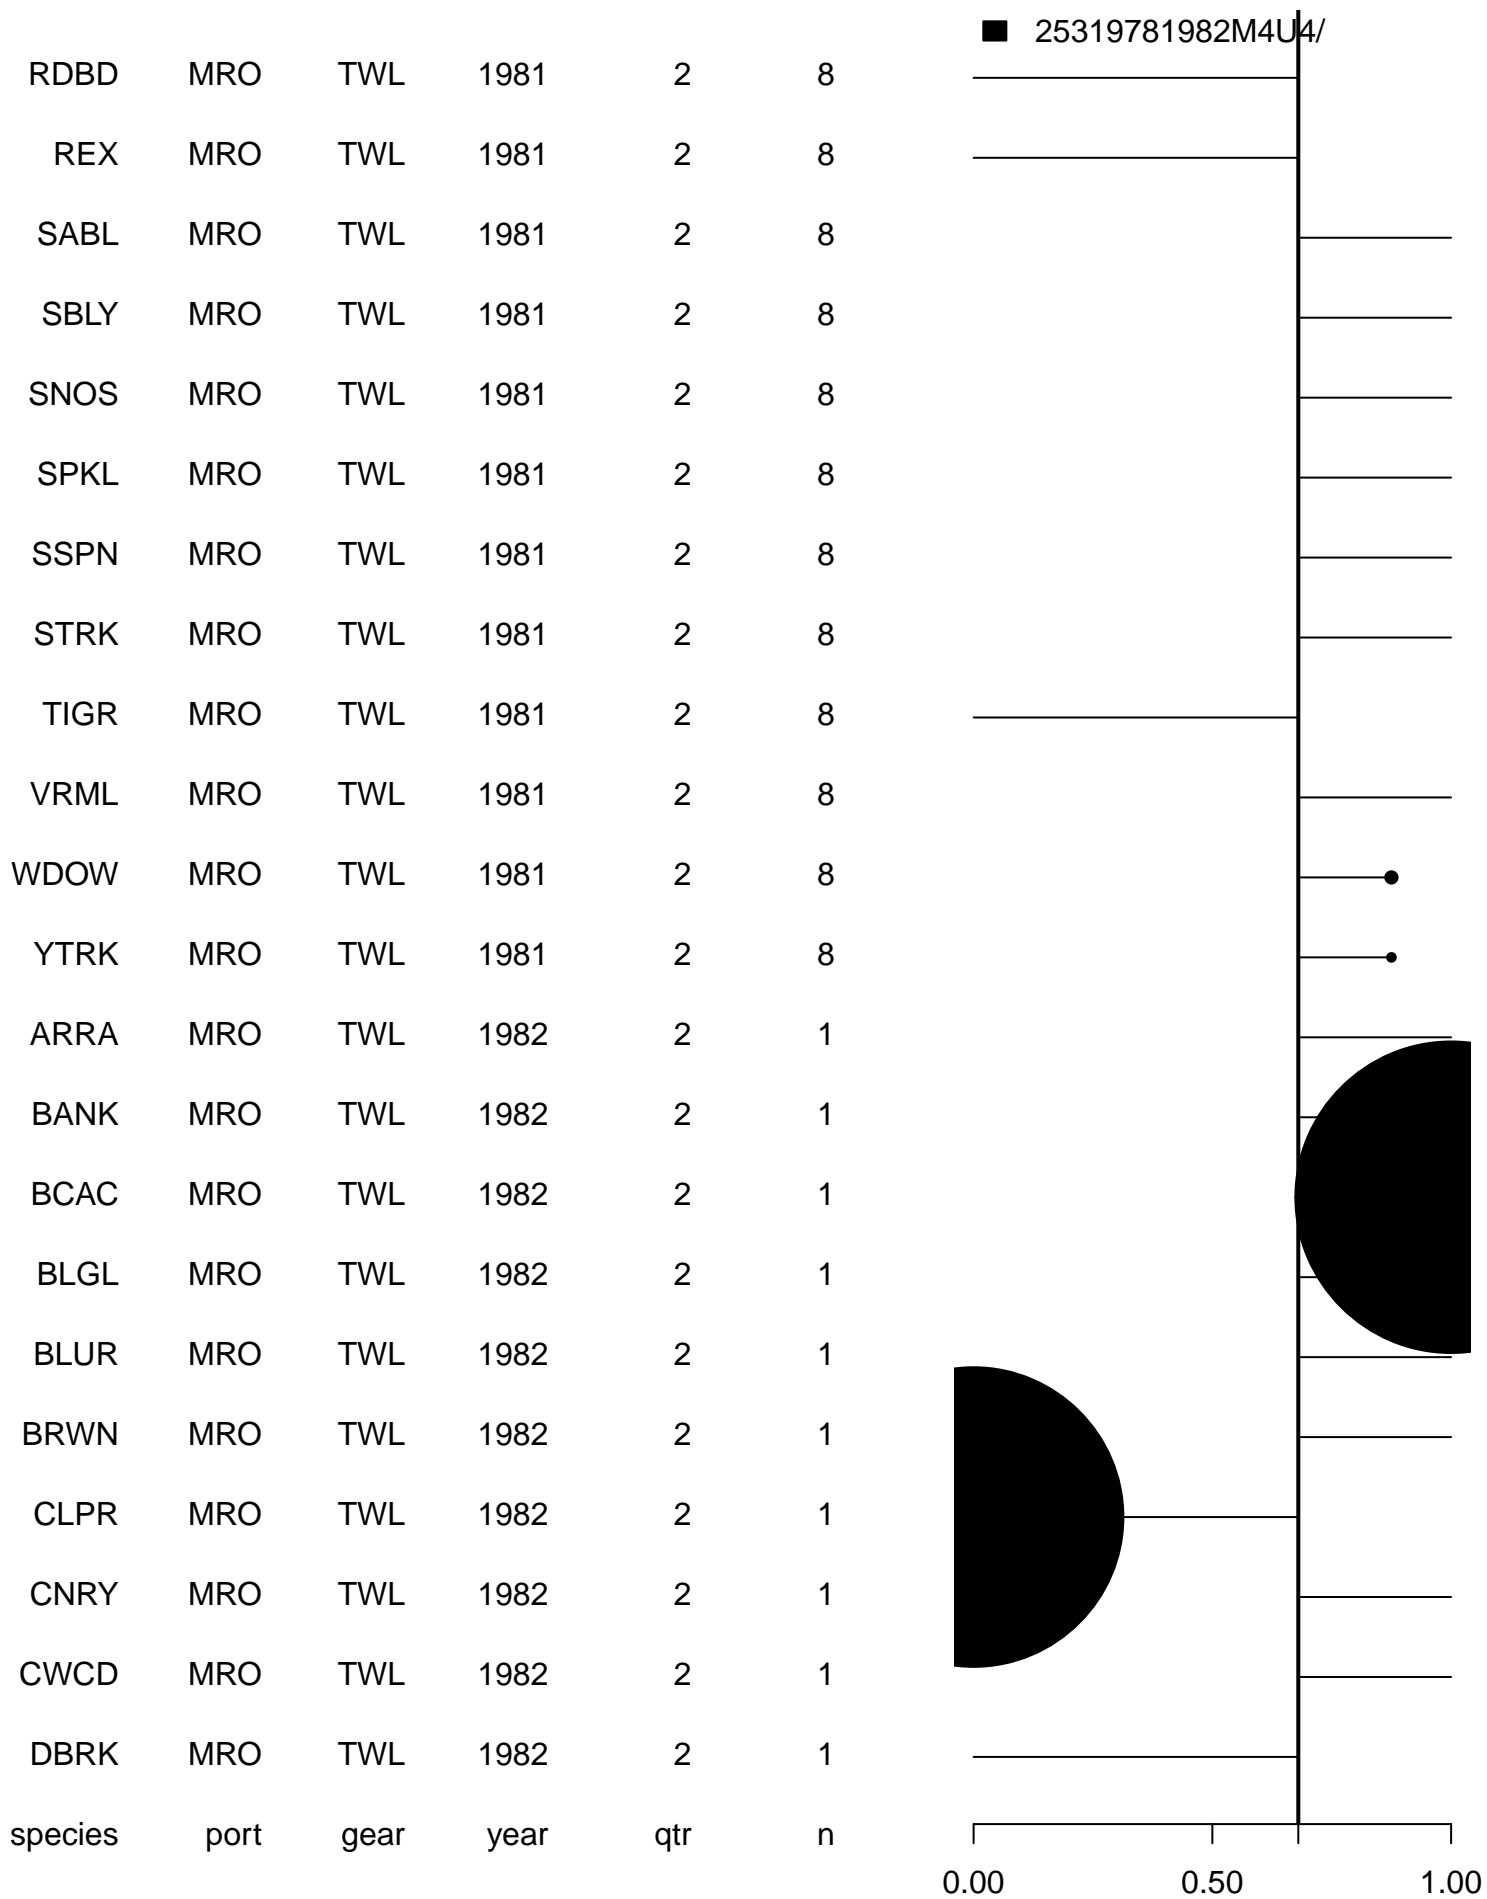 25319781982M4U4/
RDBD MRO TWL 1981 2 8
REX MRO TWL 1981 2 8
SABL MRO TWL 1981 2 8
SBLY MRO TWL 1981 2 8
SNOS MRO TWL 1981 2 8
SPKL MRO TWL 1981 2 8
SSPN MRO TWL 1981 2 8
STRK MRO TWL 1981 2 8
TIGR MRO TWL 1981 2 8
VRML MRO TWL 1981 2 8
WDOW MRO TWL 1981 2 8
YTRK MRO TWL 1981 2 8
ARRA MRO TWL 1982 2 1
BANK MRO TWL 1982 2 1
BCAC MRO TWL 1982 2 1
BLGL MRO TWL 1982 2 1
BLUR MRO TWL 1982 2 1
BRWN MRO TWL 1982 2 1
CLPR MRO TWL 1982 2 1
CNRY MRO TWL 1982 2 1
CWCD MRO TWL 1982 2 1
DBRK MRO TWL 1982 2 1
species port gear year qtr n
0.00 0.50 1.00